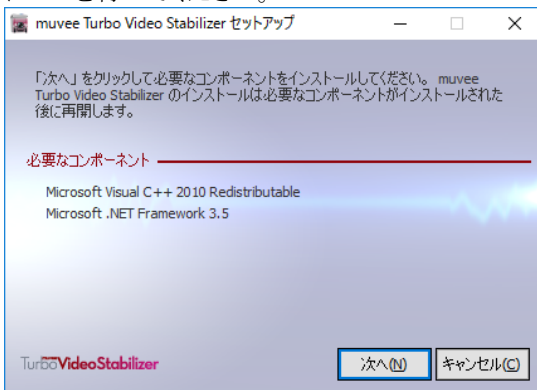 muvee Turbo Video Stabilizer セットアップ
「次へ」をクリックして必要なコンポーネントをインストールしてください。 muvee
Turbo Video Stabilizer のインストールは必要なコンポーネントがインストールされた
後に再開します。
必要なコンポーネント
Microsoft Visual C++ 2010 Redistributable
Microsoft .NET Framework 3.5
TurboVideoStabilizer
次へ(N)
キャンセル(C)